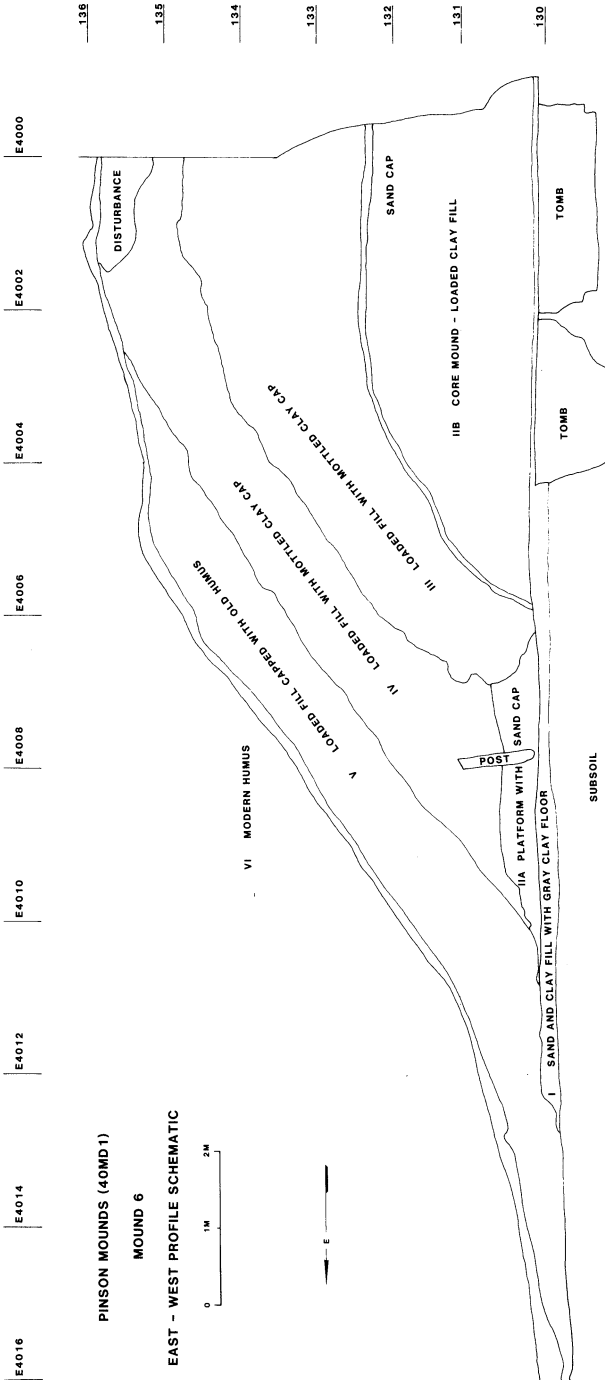 PINSON MOUNDS (40MD1)
MOUND 6
EAST - WEST PROFILE SCHEMATIC
0 1M 2M
E
E4016
E4014
E4012
E4010
E4008
E4006
E4004
E4002
E4000
136
135
134
133
132
131
130
DISTURBANCE
SAND CAP
IIB CORE MOUND - LOADED CLAY FILL
TOMB
TOMB
III LOADED FILL WITH MOTTLED CLAY CAP
IV LOADED FILL WITH MOTTLED CLAY CAP
V LOADED FILL CAPPED WITH OLD HUMUS
VI MODERN HUMUS
POST
IIA PLATFORM WITH SAND CAP
I SAND AND CLAY FILL WITH GRAY CLAY FLOOR
SUBSOIL